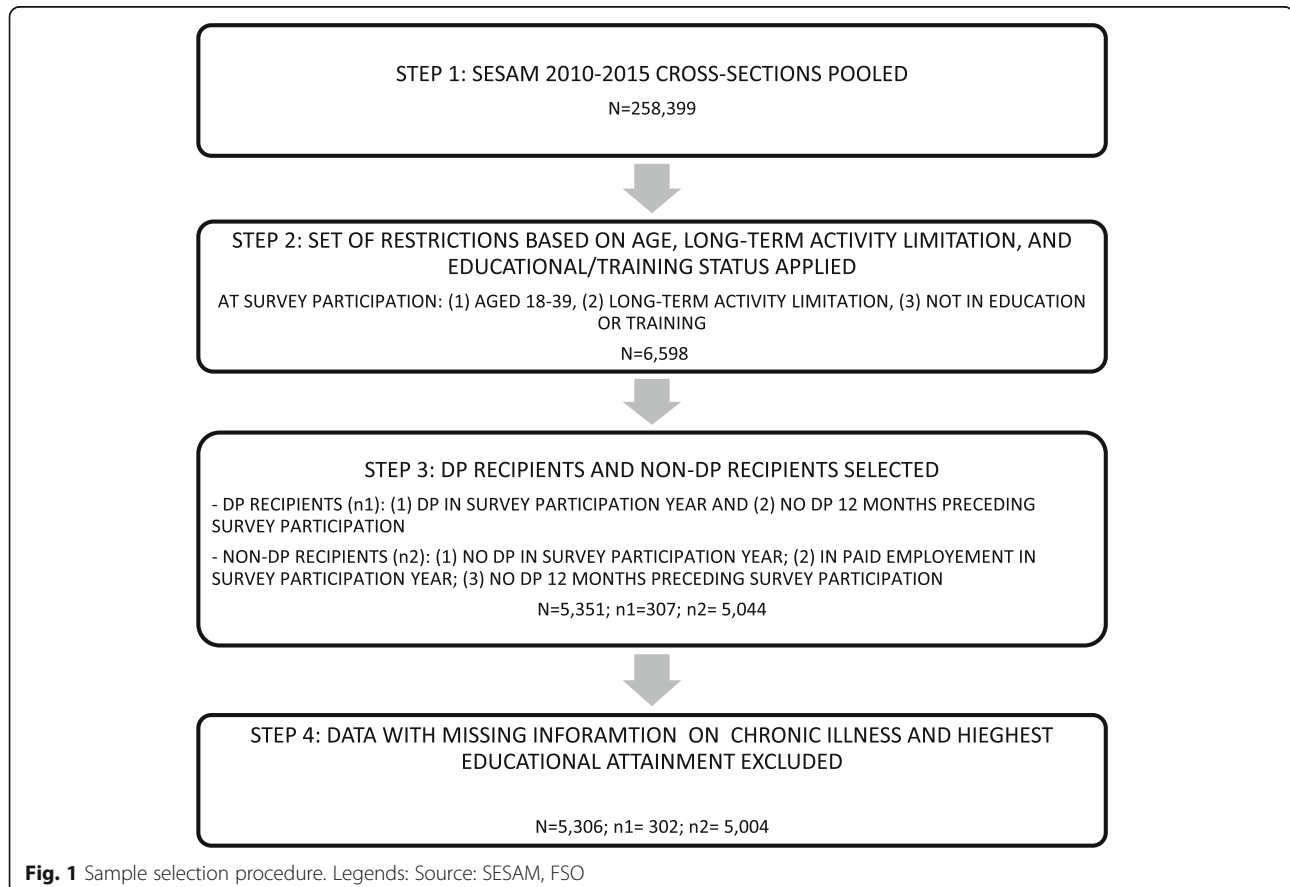 STEP 1: SESAM 2010-2015 CROSS-SECTIONS POOLED
N=258,399
STEP 2: SET OF RESTRICTIONS BASED ON AGE, LONG-TERM ACTIVITY LIMITATION, AND
EDUCATIONAL/TRAINING STATUS APPLIED
AT SURVEY PARTICIPATION: (1) AGED 18-39, (2) LONG-TERM ACTIVITY LIMITATION, (3) NOT IN EDUCATION
OR TRAINING
N=6,598
STEP 3: DP RECIPIENTS AND NON-DP RECIPIENTS SELECTED
- DP RECIPIENTS (n1): (1) DP IN SURVEY PARTICIPATION YEAR AND (2) NO DP 12 MONTHS PRECEDING
SURVEY PARTICIPATION
- NON-DP RECIPIENTS (n2): (1) NO DP IN SURVEY PARTICIPATION YEAR; (2) IN PAID EMPLOYEMENT IN
SURVEY PARTICIPATION YEAR; (3) NO DP 12 MONTHS PRECEDING SURVEY PARTICIPATION
N=5,351; n1=307; n2= 5,044
STEP 4: DATA WITH MISSING INFORAMTION ON CHRONIC ILLNESS AND HIEGHEST
EDUCATIONAL ATTAINMENT EXCLUDED
N=5,306; n1= 302; n2= 5,004
Fig. 1 Sample selection procedure. Legends: Source: SESAM, FSO